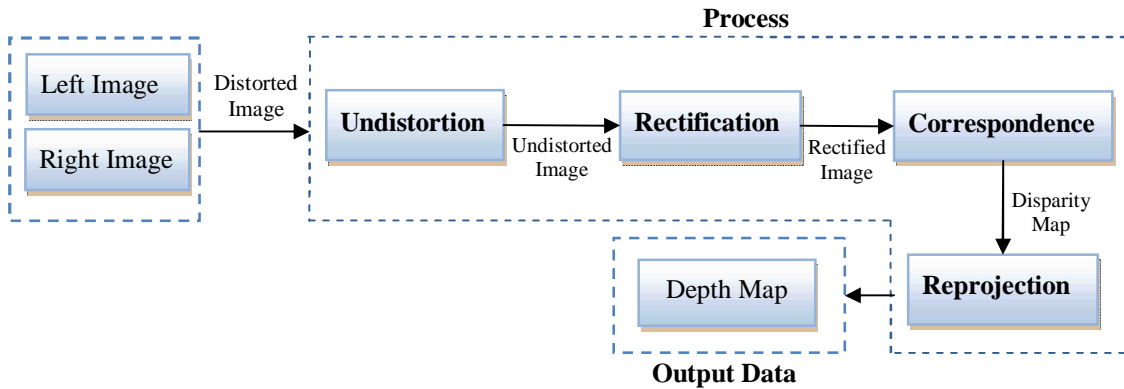 Process
Left Image
Right Image
Distorted
Image
Undistortion
Undistorted
Image
Rectification
Rectified
Image
Correspondence
Disparity
Map
Reprojection
Depth Map
Output Data